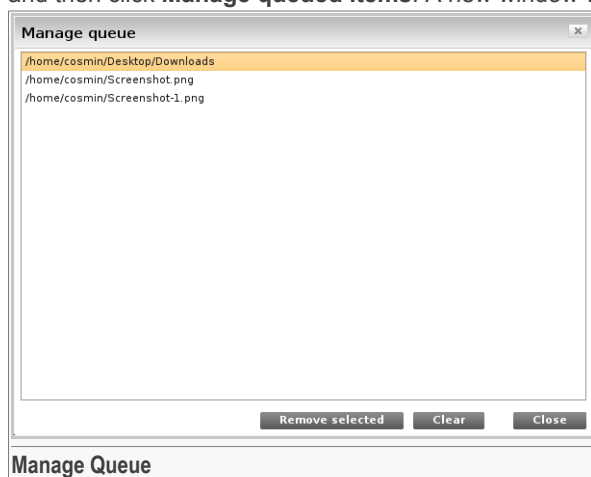 and then click Manage queued items. A new window
Manage queue
/home/cosmin/Desktop/Downloads
/home/cosmin/Screenshot.png
/home/cosmin/Screenshot-1.png
Remove selected Clear Close
Manage Queue